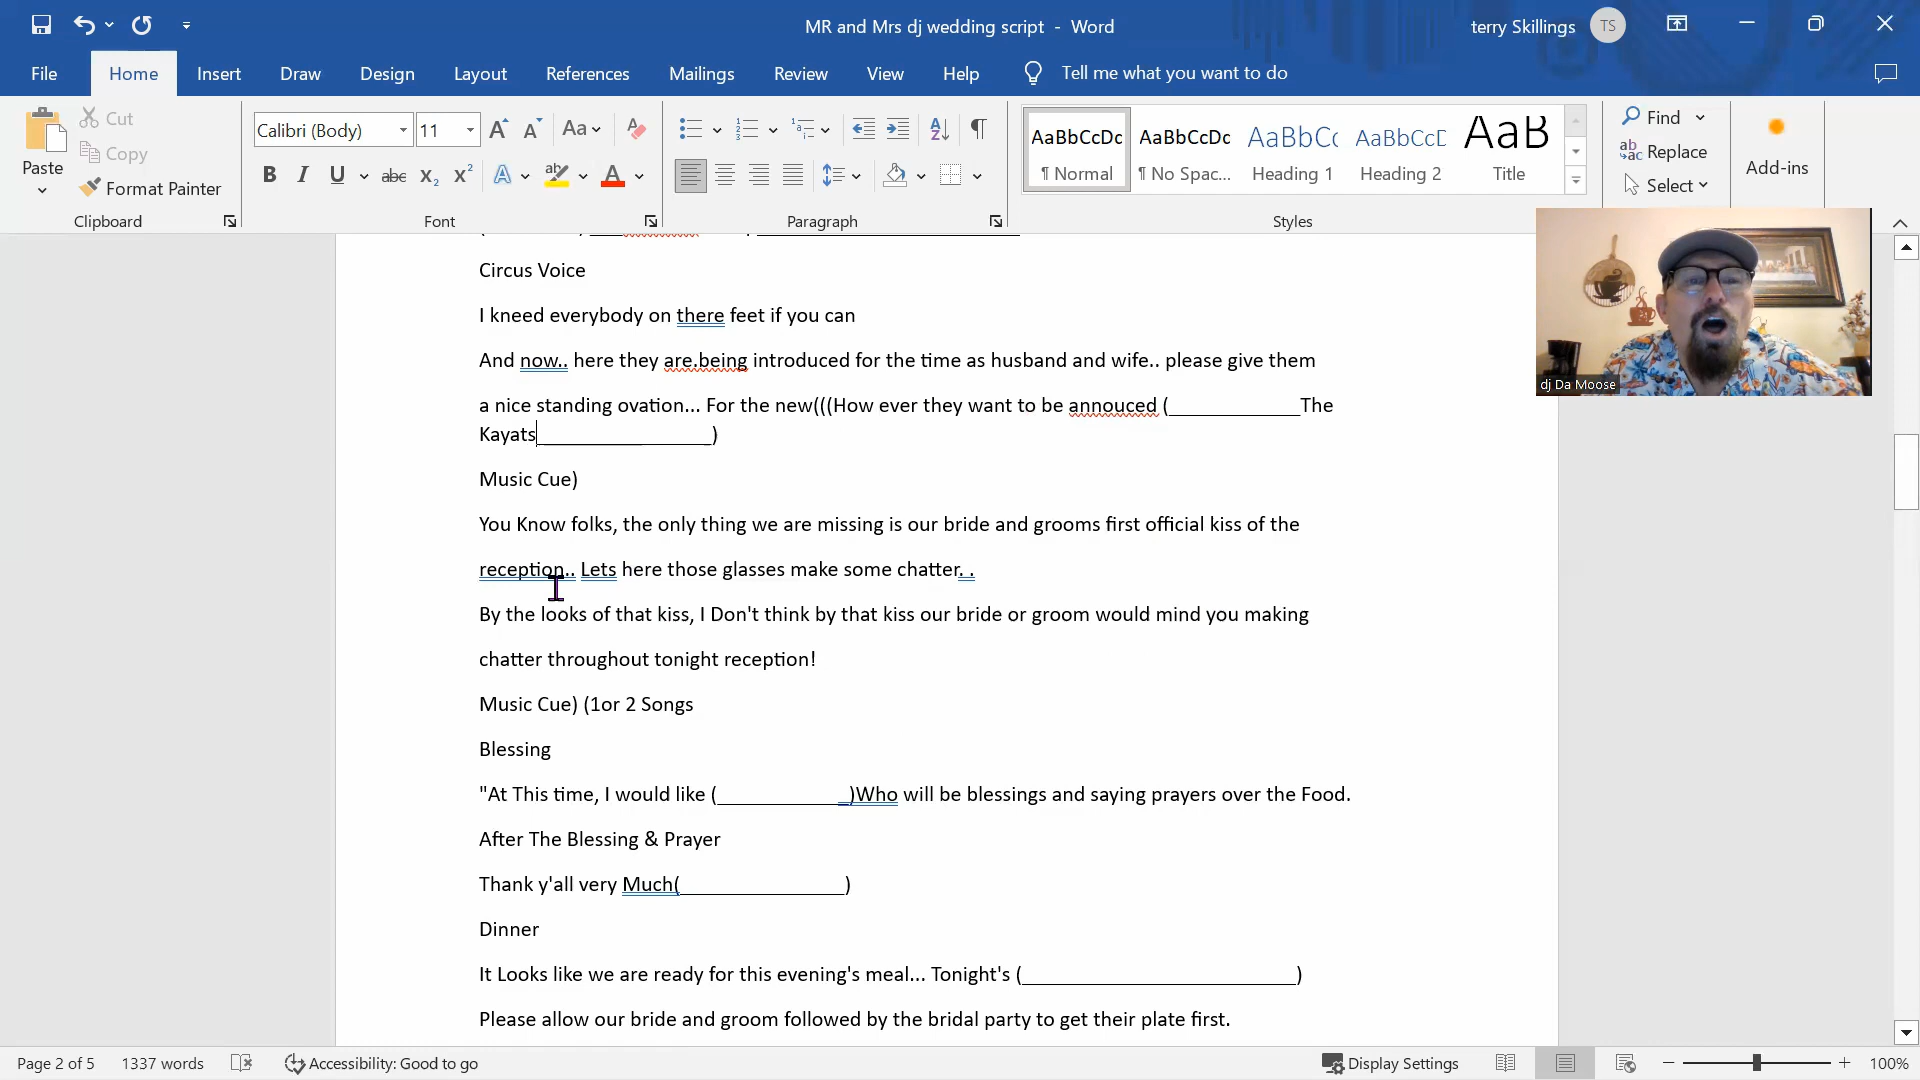 MR and Mrs dj wedding script - Word
terry Skillings TS
File Home Insert Draw Design Layout References Mailings Review View Help Tell me what you want to do
Paste
Cut
Copy
Format Painter
Clipboard
Calibri (Body) 11
Aa
B I U abc X₂ X² A ab A
Font
Paragraph
AaBbCcDc AaBbCcDc AaBbCc AaBbCcD AaB
¶ Normal ¶ No Spac... Heading 1 Heading 2 Title
Styles
Find
Replace
Select
Add-ins
dj Da Moose
Circus Voice
I kneed everybody on there feet if you can
And now.. here they are.being introduced for the time as husband and wife.. please give them
a nice standing ovation... For the new(((How ever they want to be annouced (_____________The
Kayats_________________)
Music Cue)
You Know folks, the only thing we are missing is our bride and grooms first official kiss of the
reception.. Lets here those glasses make some chatter. .
By the looks of that kiss, I Don't think by that kiss our bride or groom would mind you making
chatter throughout tonight reception!
Music Cue) (1or 2 Songs
Blessing
"At This time, I would like (_____________)Who will be blessings and saying prayers over the Food.
After The Blessing & Prayer
Thank y'all very Much(________________)
Dinner
It Looks like we are ready for this evening's meal... Tonight's (___________________________)
Please allow our bride and groom followed by the bridal party to get their plate first.
Page 2 of 5 1337 words Accessibility: Good to go Display Settings 100%